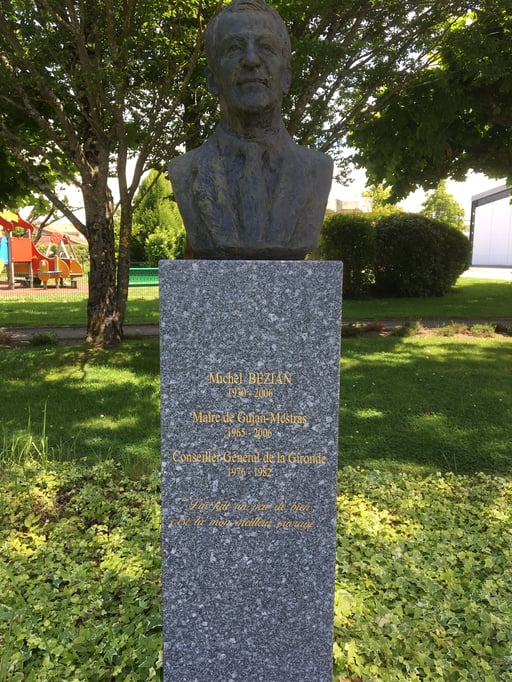 Michel BEZIAN
1930 - 2006
Maire de Gujan-Mestras
1965 - 2006
Conseiller Général de la Gironde
1976 - 1982
J'ai fait un peu de bien
c'est là mon meilleur ouvrage